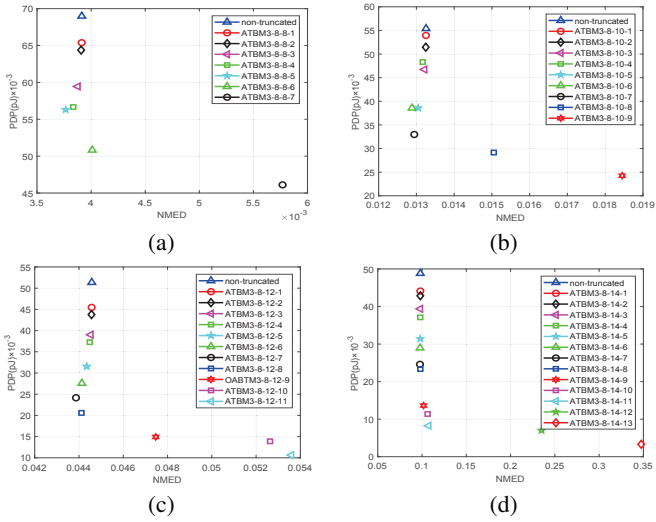 (a)
PDP(pJ)×10⁻³
70
65
60
55
50
45
3.5
4
4.5
5
5.5
6
×10⁻³
NMED
non-truncated
ATBM3-8-8-1
ATBM3-8-8-2
ATBM3-8-8-3
ATBM3-8-8-4
ATBM3-8-8-5
ATBM3-8-8-6
ATBM3-8-8-7
(b)
PDP(pJ)×10⁻³
60
55
50
45
40
35
30
25
20
0.012
0.013
0.014
0.015
0.016
0.017
0.018
0.019
NMED
non-truncated
ATBM3-8-10-1
ATBM3-8-10-2
ATBM3-8-10-3
ATBM3-8-10-4
ATBM3-8-10-5
ATBM3-8-10-6
ATBM3-8-10-7
ATBM3-8-10-8
ATBM3-8-10-9
(c)
PDP(pJ)×10⁻³
55
50
45
40
35
30
25
20
15
10
0.042
0.044
0.046
0.048
0.05
0.052
0.054
NMED
non-truncated
ATBM3-8-12-1
ATBM3-8-12-2
ATBM3-8-12-3
ATBM3-8-12-4
ATBM3-8-12-5
ATBM3-8-12-6
ATBM3-8-12-7
ATBM3-8-12-8
OABTM3-8-12-9
ATBM3-8-12-10
ATBM3-8-12-11
(d)
PDP(pJ)×10⁻³
50
40
30
20
10
0
0.05
0.1
0.15
0.2
0.25
0.3
0.35
NMED
non-truncated
ATBM3-8-14-1
ATBM3-8-14-2
ATBM3-8-14-3
ATBM3-8-14-4
ATBM3-8-14-5
ATBM3-8-14-6
ATBM3-8-14-7
ATBM3-8-14-8
ATBM3-8-14-9
ATBM3-8-14-10
ATBM3-8-14-11
ATBM3-8-14-12
ATBM3-8-14-13